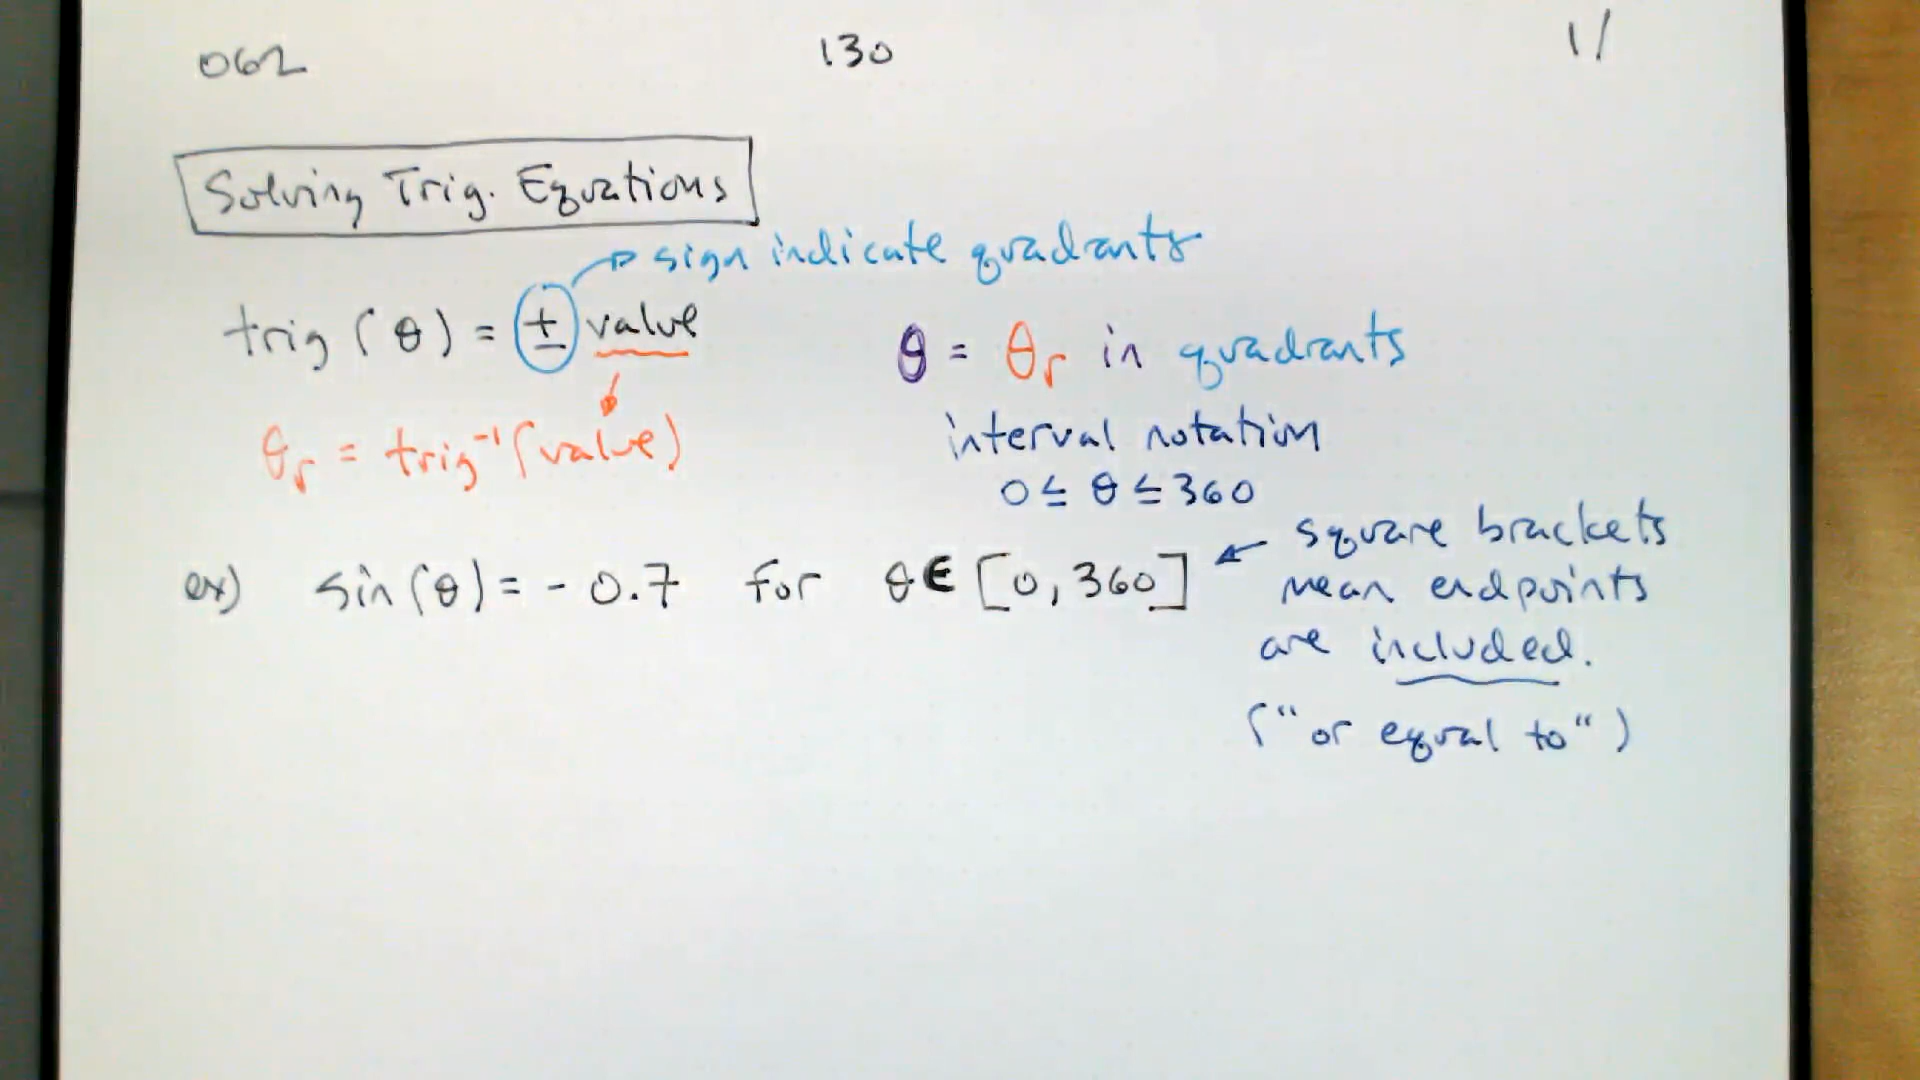 062 130 1/
Solving Trig. Equations
sign indicate quadrants
trig (θ) = ± value
θ = θr in quadrants
θr = trig⁻¹(value)
interval notation
0 ≤ θ ≤ 360
ex) sin(θ) = -0.7 for θ ∈ [0, 360]
square brackets
mean endpoints
are included.
("or equal to")